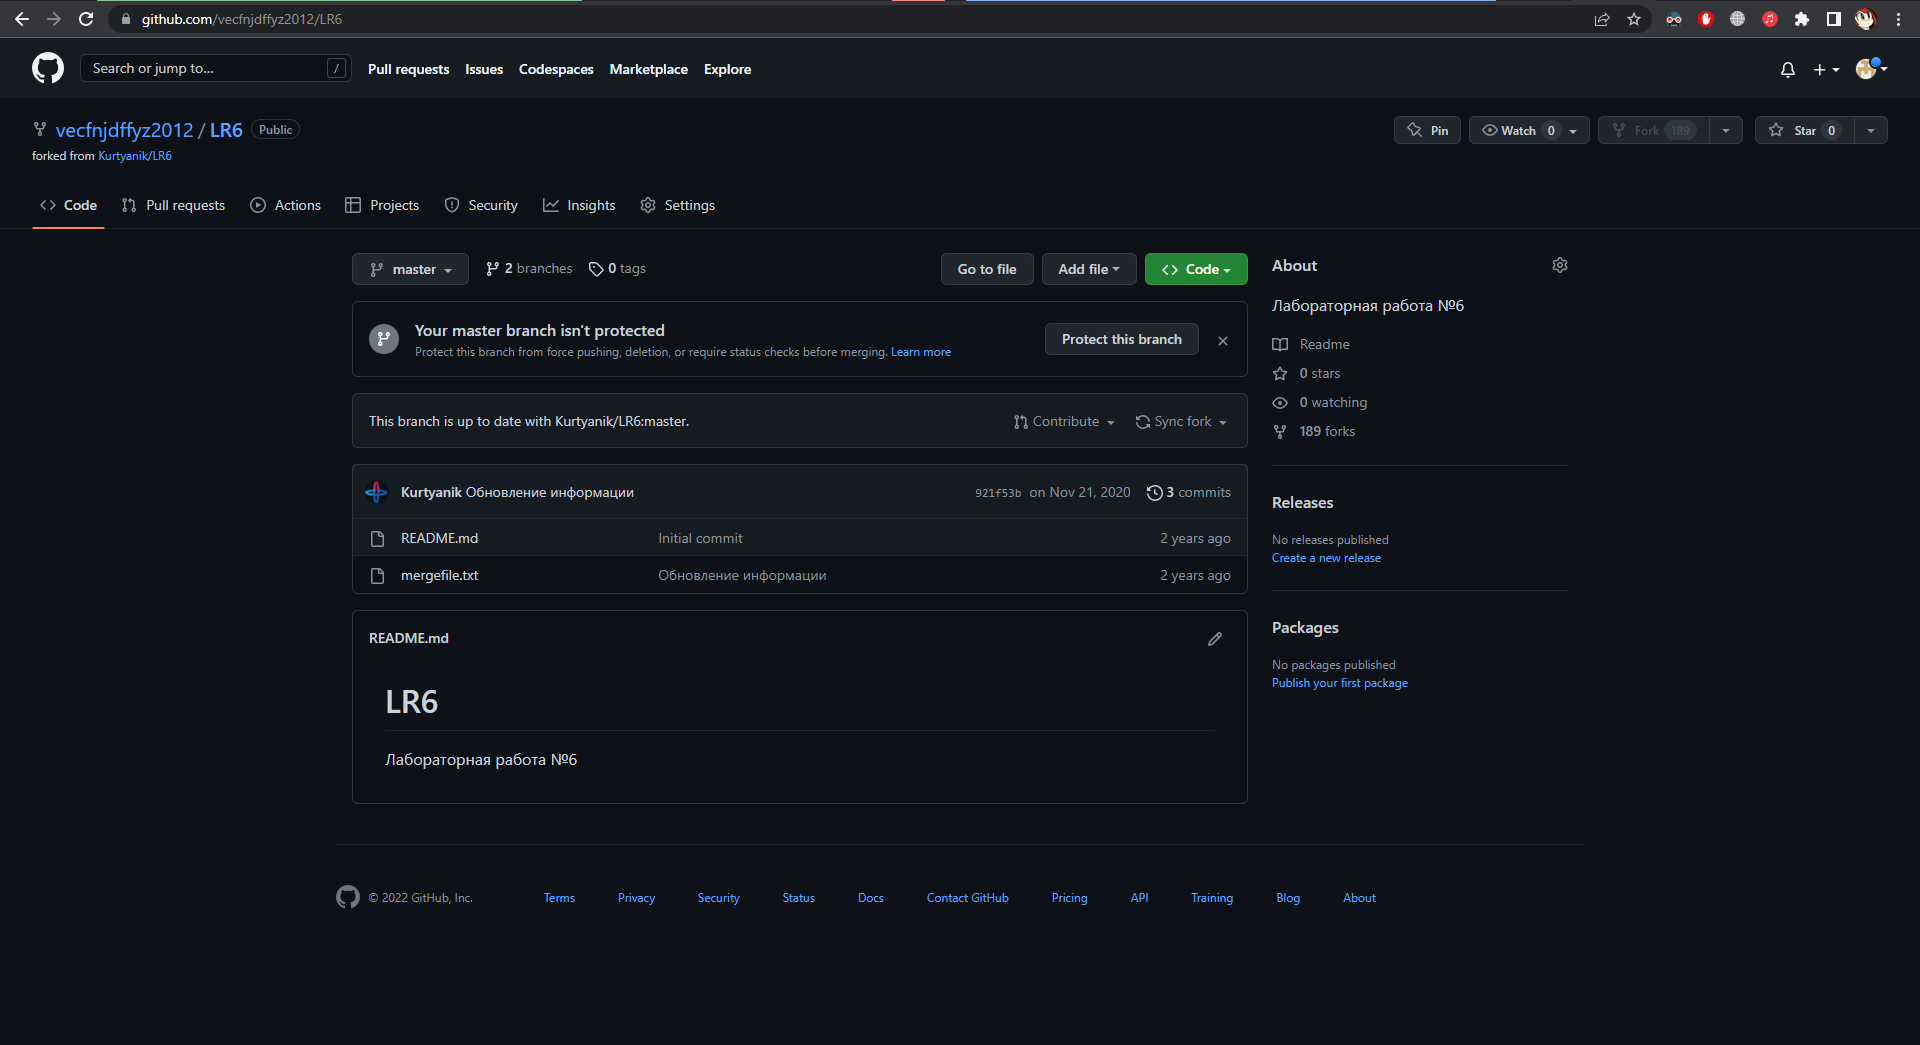 github.com/vecfnjdffyz2012/LR6
Search or jump to... /
Pull requests Issues Codespaces Marketplace Explore
vecfnjdffyz2012 / LR6 Public
Pin Watch 0 Fork 189 Star 0
forked from Kurtyanik/LR6
Code Pull requests Actions Projects Security Insights Settings
master 2 branches 0 tags Go to file Add file Code
Your master branch isn't protected
Protect this branch from force pushing, deletion, or require status checks before merging. Learn more
Protect this branch
This branch is up to date with Kurtyanik/LR6:master.
Contribute Sync fork
Kurtyanik Обновление информации 921f53b on Nov 21, 2020 3 commits
README.md Initial commit 2 years ago
mergefile.txt Обновление информации 2 years ago
README.md
LR6
Лабораторная работа №6
About
Лабораторная работа №6
Readme
0 stars
0 watching
189 forks
Releases
No releases published
Create a new release
Packages
No packages published
Publish your first package
© 2022 GitHub, Inc. Terms Privacy Security Status Docs Contact GitHub Pricing API Training Blog About